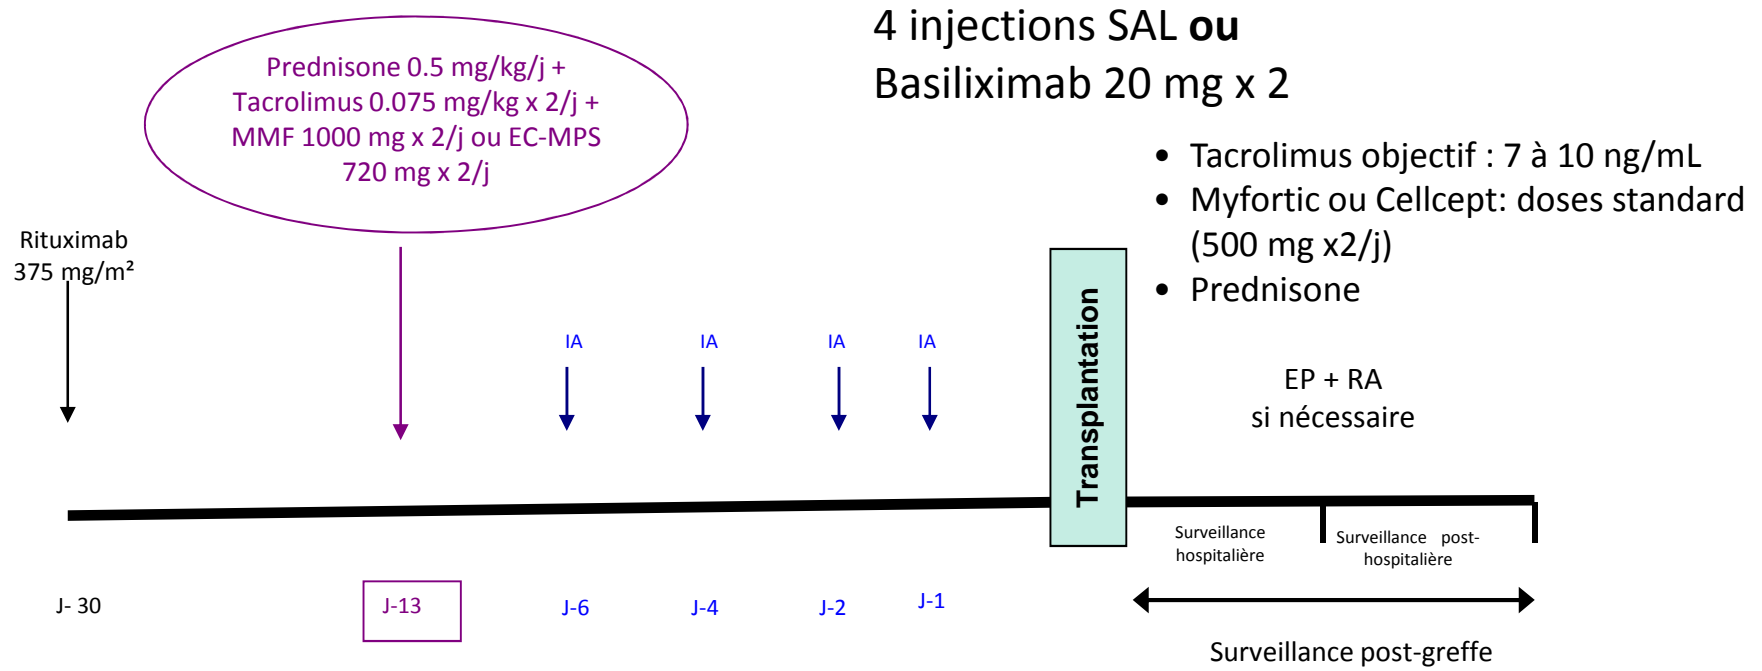 4 injections SAL ou
Basiliximab 20 mg x 2
Prednisone 0.5 mg/kg/j +
Tacrolimus 0.075 mg/kg x 2/j +
MMF 1000 mg x 2/j ou EC-MPS
720 mg x 2/j
• Tacrolimus objectif : 7 à 10 ng/mL
• Myfortic ou Cellcept: doses standard
(500 mg x2/j)
• Prednisone
Rituximab
375 mg/m²
IA
IA
IA
IA
Transplantation
EP + RA
si nécessaire
Surveillance
hospitalière
Surveillance post-
hospitalière
J- 30
J-13
J-6
J-4
J-2
J-1
Surveillance post-greffe